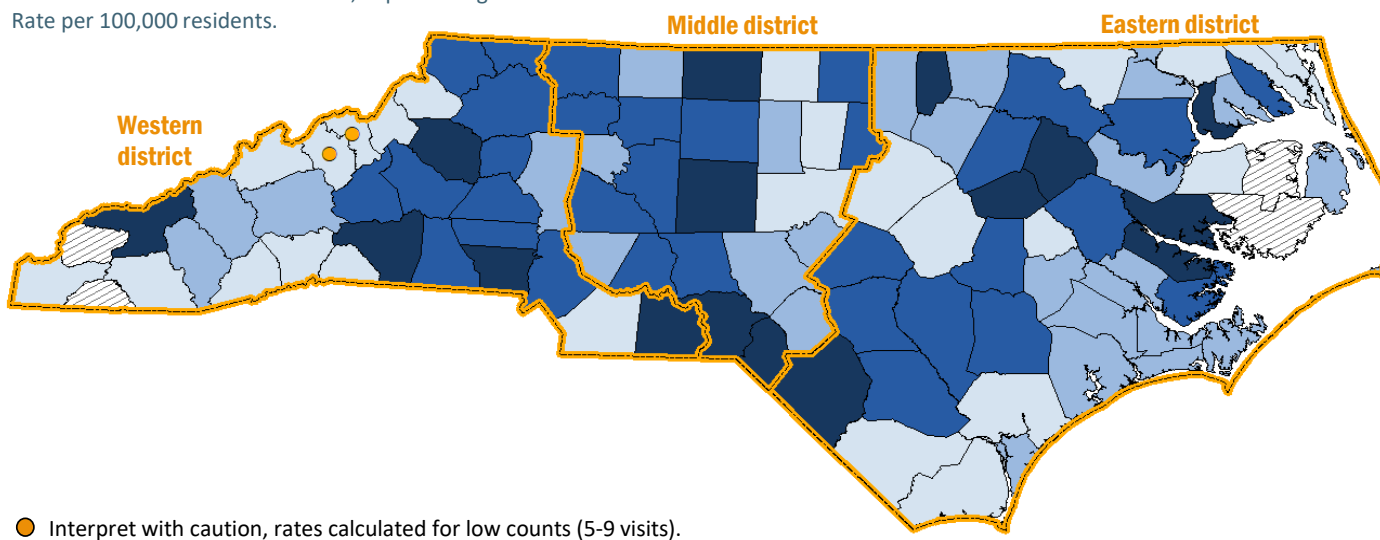 Rate per 100,000 residents.
Middle district
Eastern district
Western
district
Interpret with caution, rates calculated for low counts (5-9 visits).